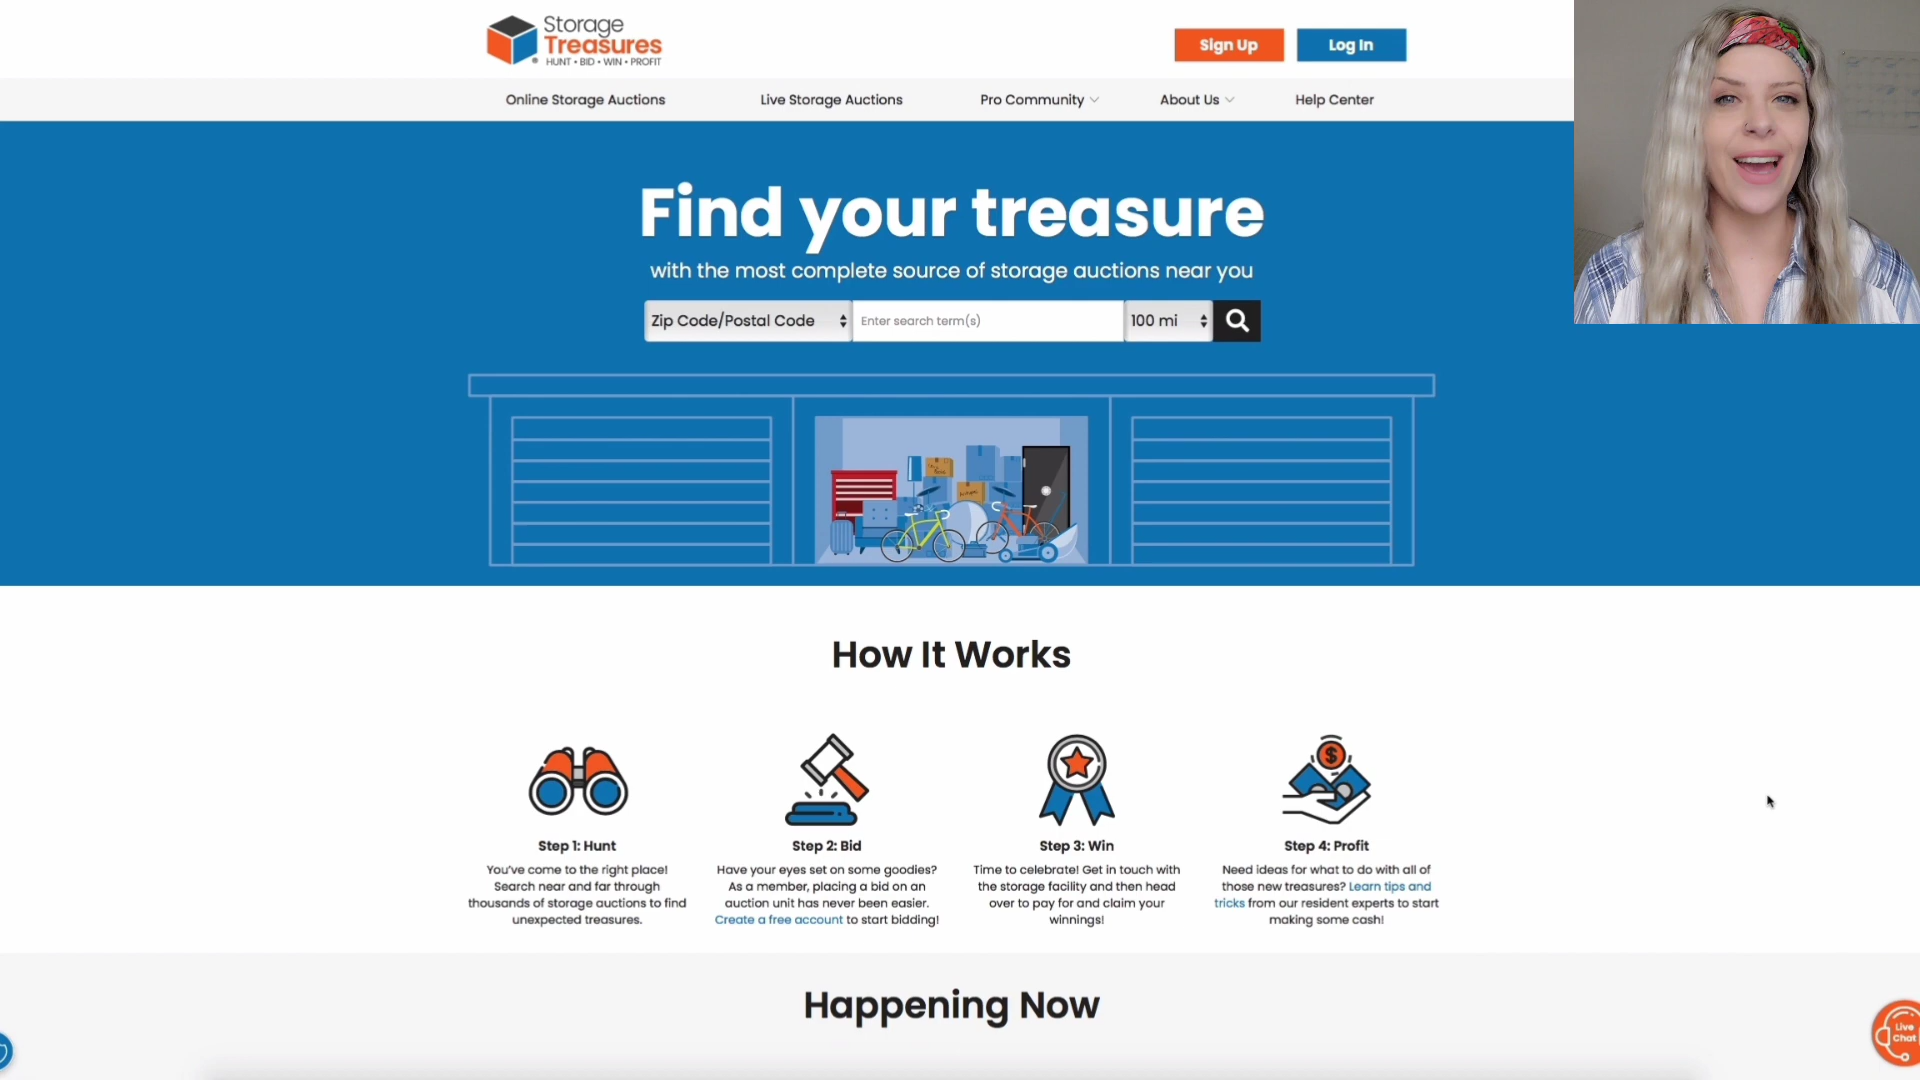 Storage
Treasures
HUNT • BID • WIN • PROFIT
Sign Up
Log In
Online Storage Auctions
Live Storage Auctions
Pro Community
About Us
Help Center
Find your treasure
with the most complete source of storage auctions near you
Zip Code/Postal Code
Enter search term(s)
100 mi
How It Works
Step 1: Hunt
You've come to the right place!
Search near and far through
thousands of storage auctions to find
unexpected treasures.
Step 2: Bid
Have your eyes set on some goodies?
As a member, placing a bid on an
auction unit has never been easier.
Create a free account to start bidding!
Step 3: Win
Time to celebrate! Get in touch with
the storage facility and then head
over to pay for and claim your
winnings!
Step 4: Profit
Need ideas for what to do with all of
those new treasures? Learn tips and
tricks from our resident experts to start
making some cash!
Happening Now
Live
Chat